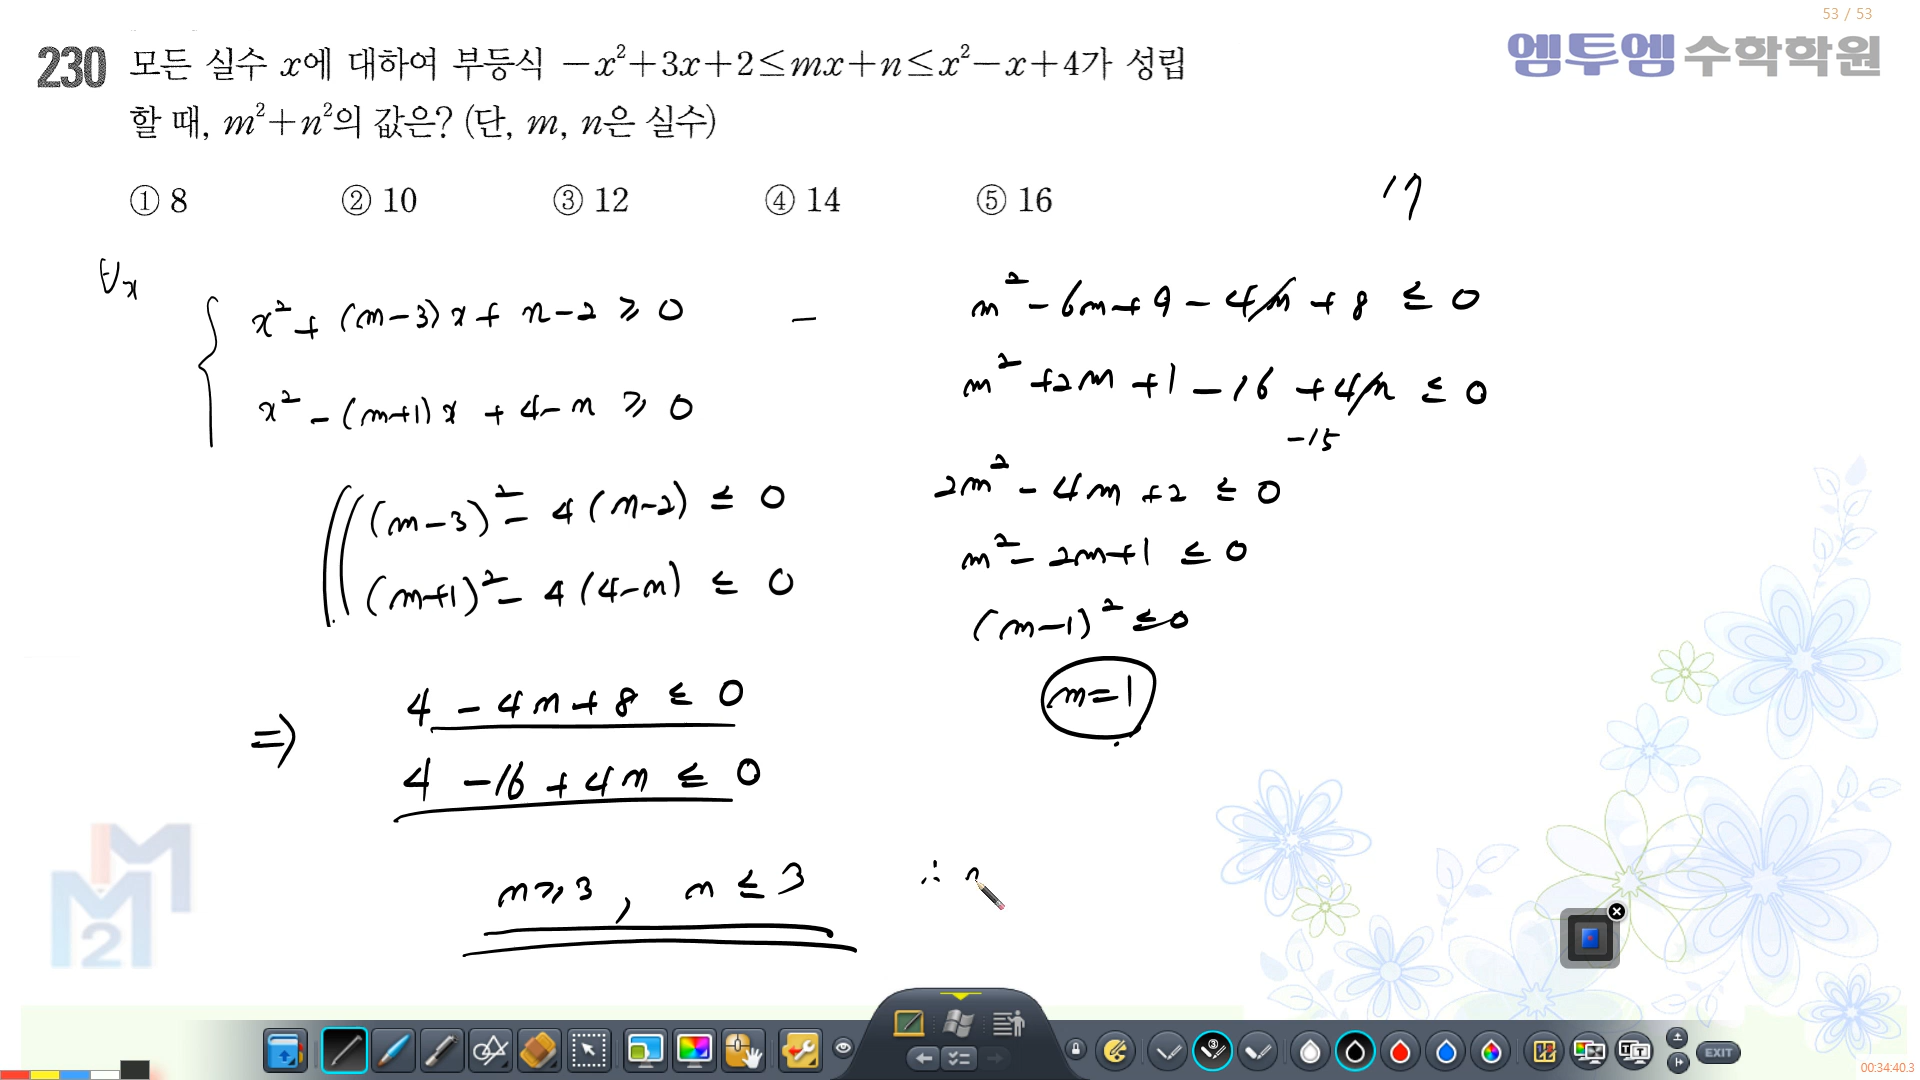 53 / 53
엠투엠 수학학원
230 모든 실수 x에 대하여 부등식 −x²+3x+2≤mx+n≤x²−x+4가 성립
할 때, m²+n²의 값은? (단, m, n은 실수)
① 8 ② 10 ③ 12 ④ 14 ⑤ 16
17
∀x
x² + (m−3)x + n−2 ≥ 0 −
x² − (m+1)x + 4−n ≥ 0
(m−3)² − 4(n−2) ≤ 0
(m+1)² − 4(4−n) ≤ 0
⇒ 4 − 4n + 8 ≤ 0
4 − 16 + 4n ≤ 0
n ≥ 3, n ≤ 3
m² − 6m + 9 − 4n + 8 ≤ 0
m² + 2m + 1 − 16 + 4n ≤ 0
−15
2m² − 4m + 2 ≤ 0
m² − 2m + 1 ≤ 0
(m−1)² ≤ 0
m = 1
∴ n
M M 2
EXIT
00:34:40.3